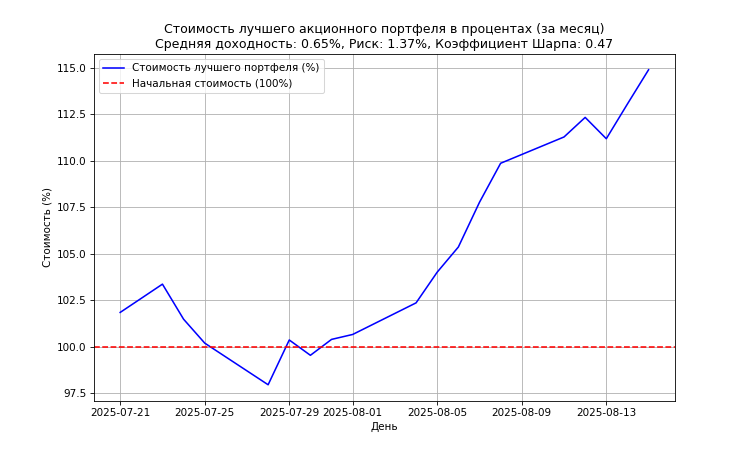 Стоимость лучшего акционного портфеля в процентах (за месяц)
Средняя доходность: 0.65%, Риск: 1.37%, Коэффициент Шарпа: 0.47
Стоимость лучшего портфеля (%)
Начальная стоимость (100%)
Стоимость (%)
115.0
112.5
110.0
107.5
105.0
102.5
100.0
97.5
2025-07-21 2025-07-25 2025-07-29 2025-08-01 2025-08-05 2025-08-09 2025-08-13
День